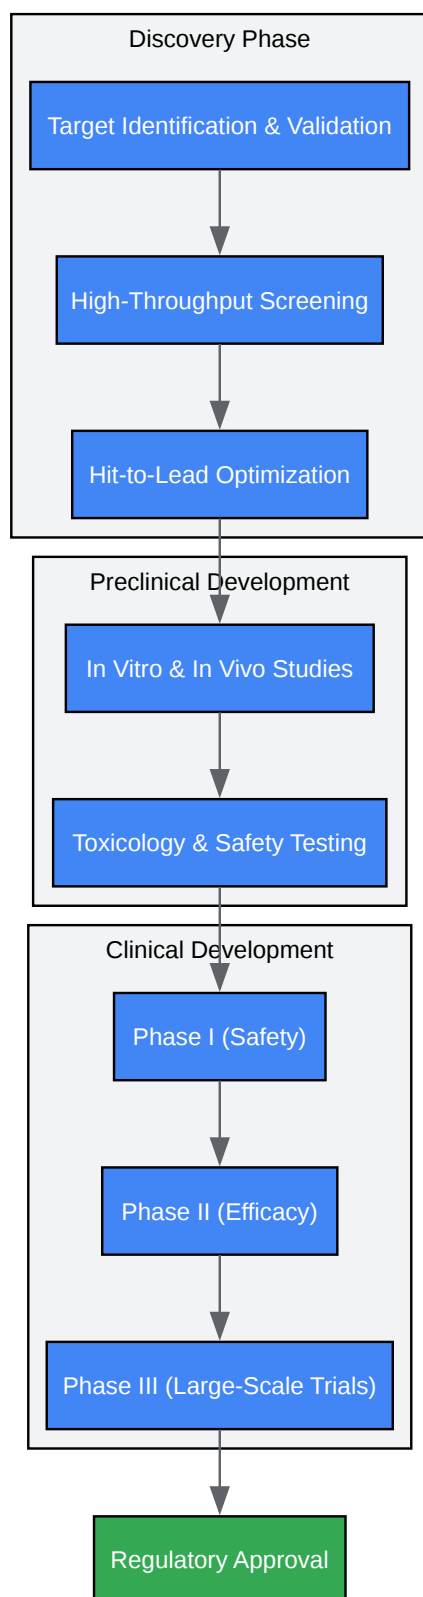 Discovery Phase
Target Identification & Validation
High-Throughput Screening
Hit-to-Lead Optimization
Preclinical Development
In Vitro & In Vivo Studies
Toxicology & Safety Testing
Clinical Development
Phase I (Safety)
Phase II (Efficacy)
Phase III (Large-Scale Trials)
Regulatory Approval